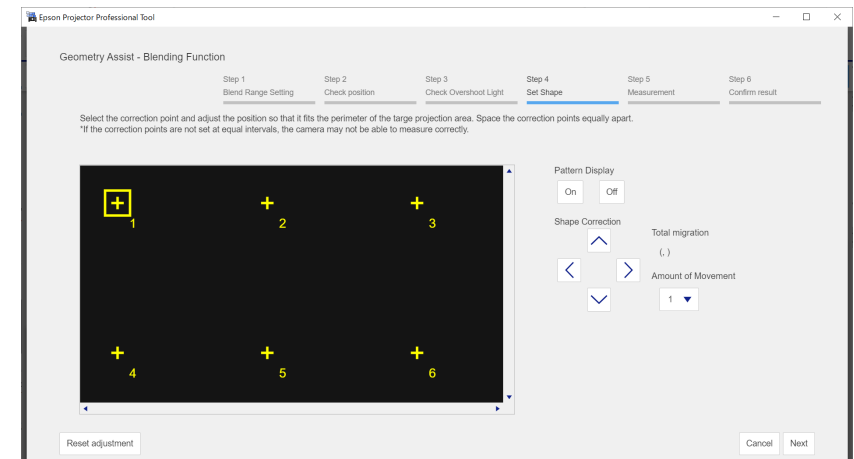 Epson Projector Professional Tool
Geometry Assist - Blending Function
Step 1
Blend Range Setting
Step 2
Check position
Step 3
Check Overshoot Light
Step 4
Set Shape
Step 5
Measurement
Step 6
Confirm result
Select the correction point and adjust the position so that it fits the perimeter of the targe projection area. Space the correction points equally apart.
*If the correction points are not set at equal intervals, the camera may not be able to measure correctly.
1
2
3
4
5
6
Pattern Display
On Off
Shape Correction
Total migration
(, )
Amount of Movement
1
Reset adjustment
Cancel Next